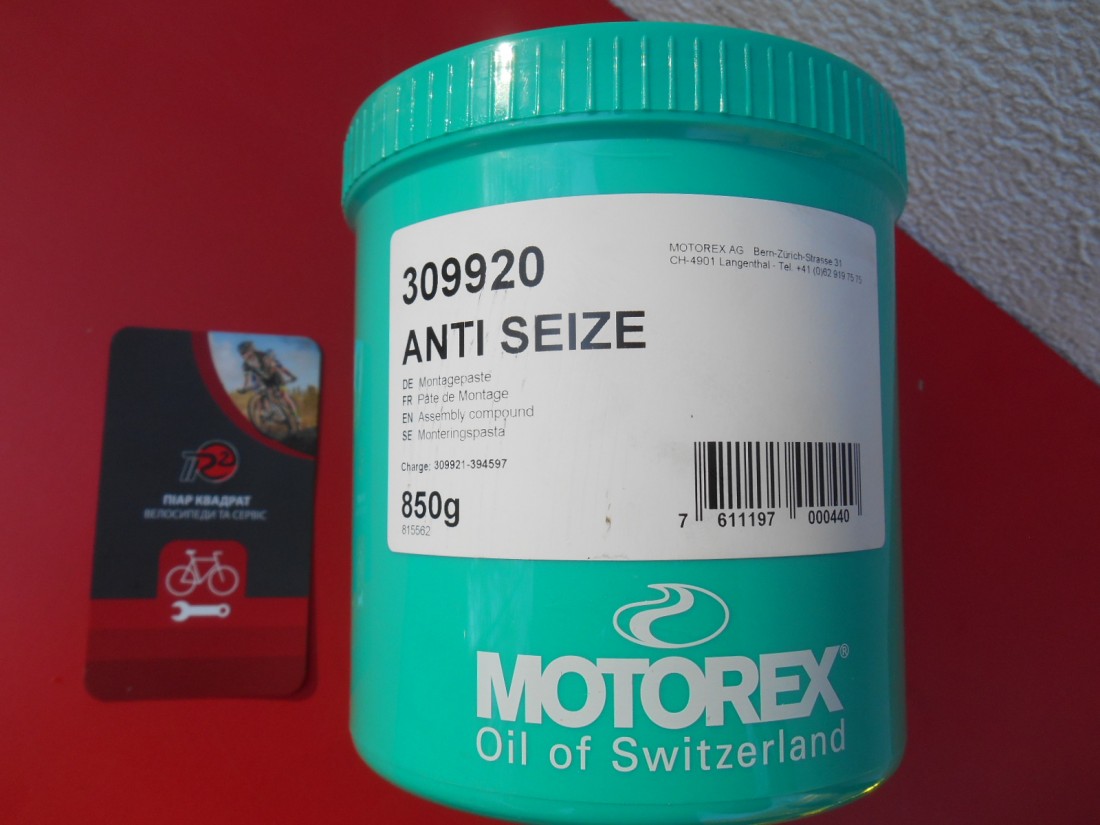 309920
ANTI SEIZE
DE Montagepaste
FR Pâte de Montage
EN Assembly compound
SE Monteringspasta
Charge: 309921-394597
850g
815562
MOTOREX AG Bern-Zürich-Strasse 31
CH-4901 Langenthal - Tel. +41 (0)62 919 75 75
7 611197 000440
MOTOREX®
Oil of Switzerland
ПR2
ПІАР КВАДРАТ
ВЕЛОСИПЕДИ ТА СЕРВІС